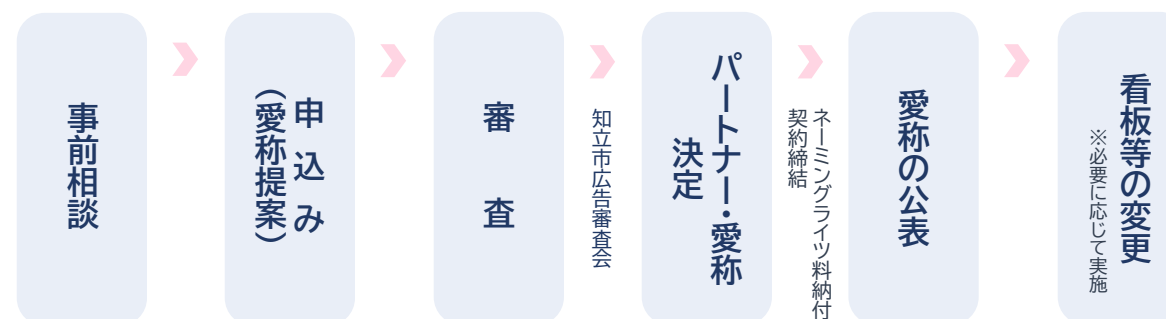 事前相談
申込み
（愛称提案）
審査
知立市広告審査会
パートナー・愛称
決定
ネーミングライツ料納付
契約締結
愛称の公表
看板等の変更
※必要に応じて実施